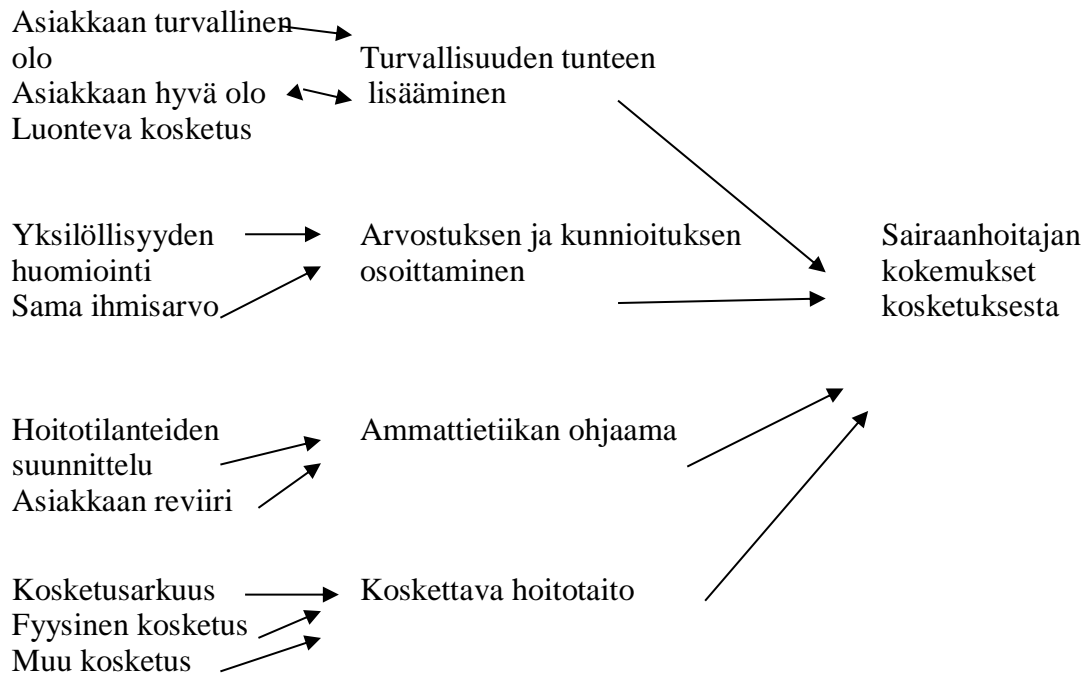 Asiakkaan turvallinen
olo
Asiakkaan hyvä olo
Luonteva kosketus
Turvallisuuden tunteen
lisääminen
Yksilöllisyyden
huomiointi
Sama ihmisarvo
Arvostuksen ja kunnioituksen
osoittaminen
Sairaanhoitajan
kokemukset
kosketuksesta
Hoitotilanteiden
suunnittelu
Asiakkaan reviiri
Ammattietiikan ohjaama
Kosketusarkuus
Fyysinen kosketus
Muu kosketus
Koskettava hoitotaito